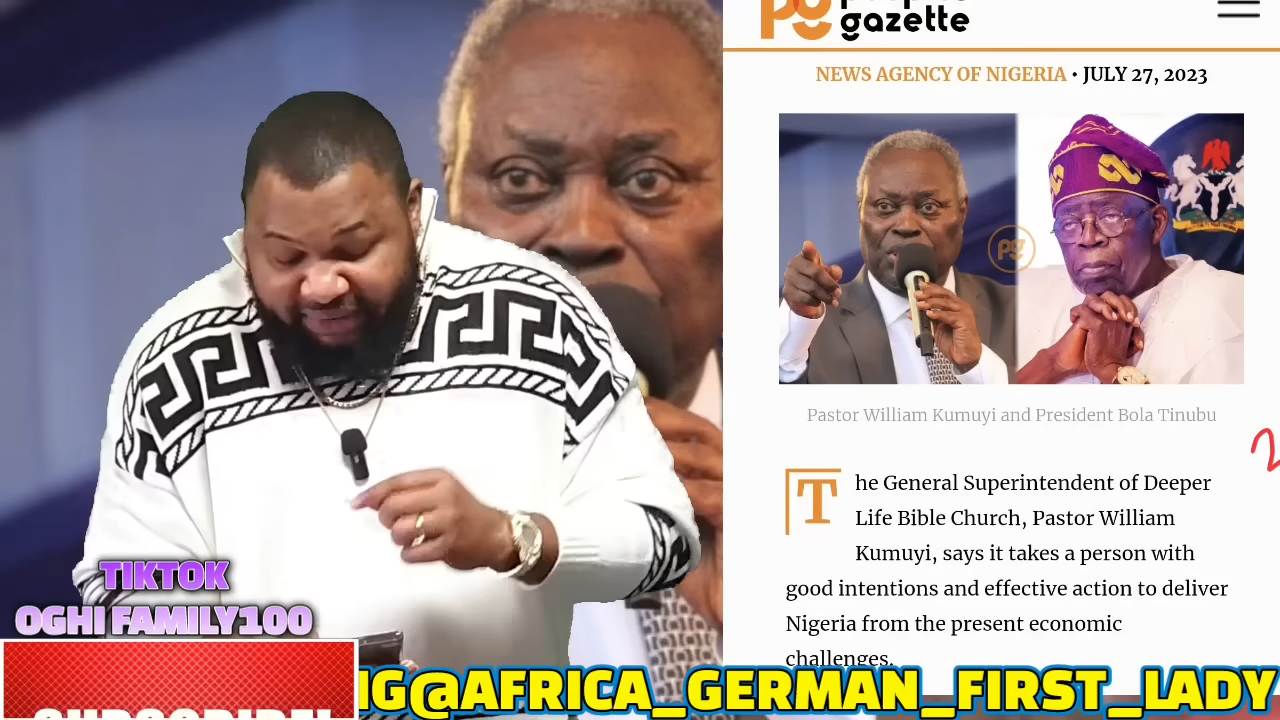 gazette
NEWS AGENCY OF NIGERIA • JULY 27, 2023
pg
Pastor William Kumuyi and President Bola Tinubu
The General Superintendent of Deeper
Life Bible Church, Pastor William
Kumuyi, says it takes a person with
good intentions and effective action to deliver
Nigeria from the present economic
challenges.
TIKTOK
OGHI FAMILY100
IG@AFRICA_GERMAN_FIRST_LADY